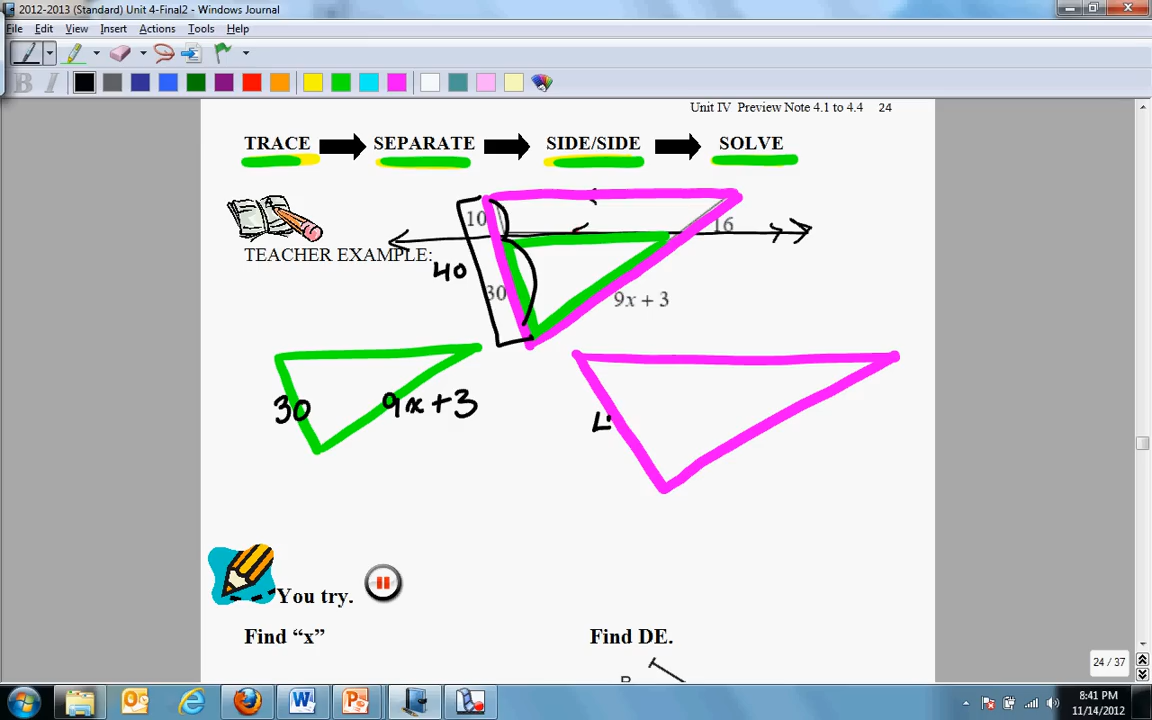 2012-2013 (Standard) Unit 4-Final2 - Windows Journal
File Edit View Insert Actions Tools Help
B I
Unit IV Preview Note 4.1 to 4.4 24
TRACE SEPARATE SIDE/SIDE SOLVE
10
16
TEACHER EXAMPLE:
40
30
9x + 3
30
9x+3
You try.
Find “x”
Find DE.
24 / 37
8:41 PM
11/14/2012